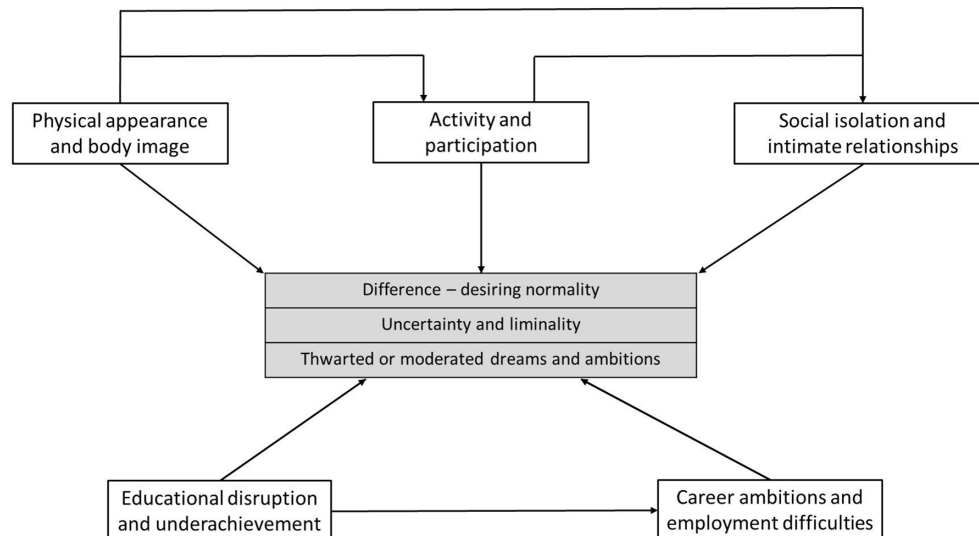 Physical appearance
and body image
Activity and
participation
Social isolation and
intimate relationships
Difference – desiring normality
Uncertainty and liminality
Thwarted or moderated dreams and ambitions
Educational disruption
and underachievement
Career ambitions and
employment difficulties